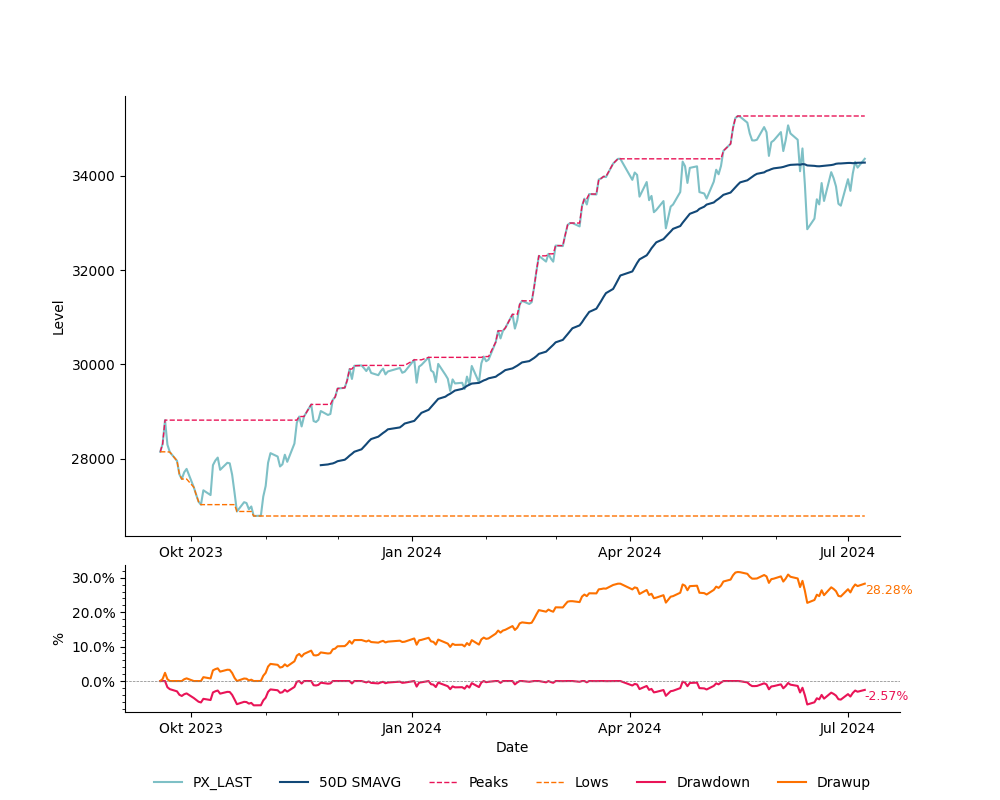 34000
32000
30000
28000
Level
Okt 2023 Jan 2024 Apr 2024 Jul 2024
30.0%
20.0%
10.0%
0.0%
%
28.28%
-2.57%
Okt 2023 Jan 2024 Apr 2024 Jul 2024
Date
PX_LAST 50D SMAVG Peaks Lows Drawdown Drawup